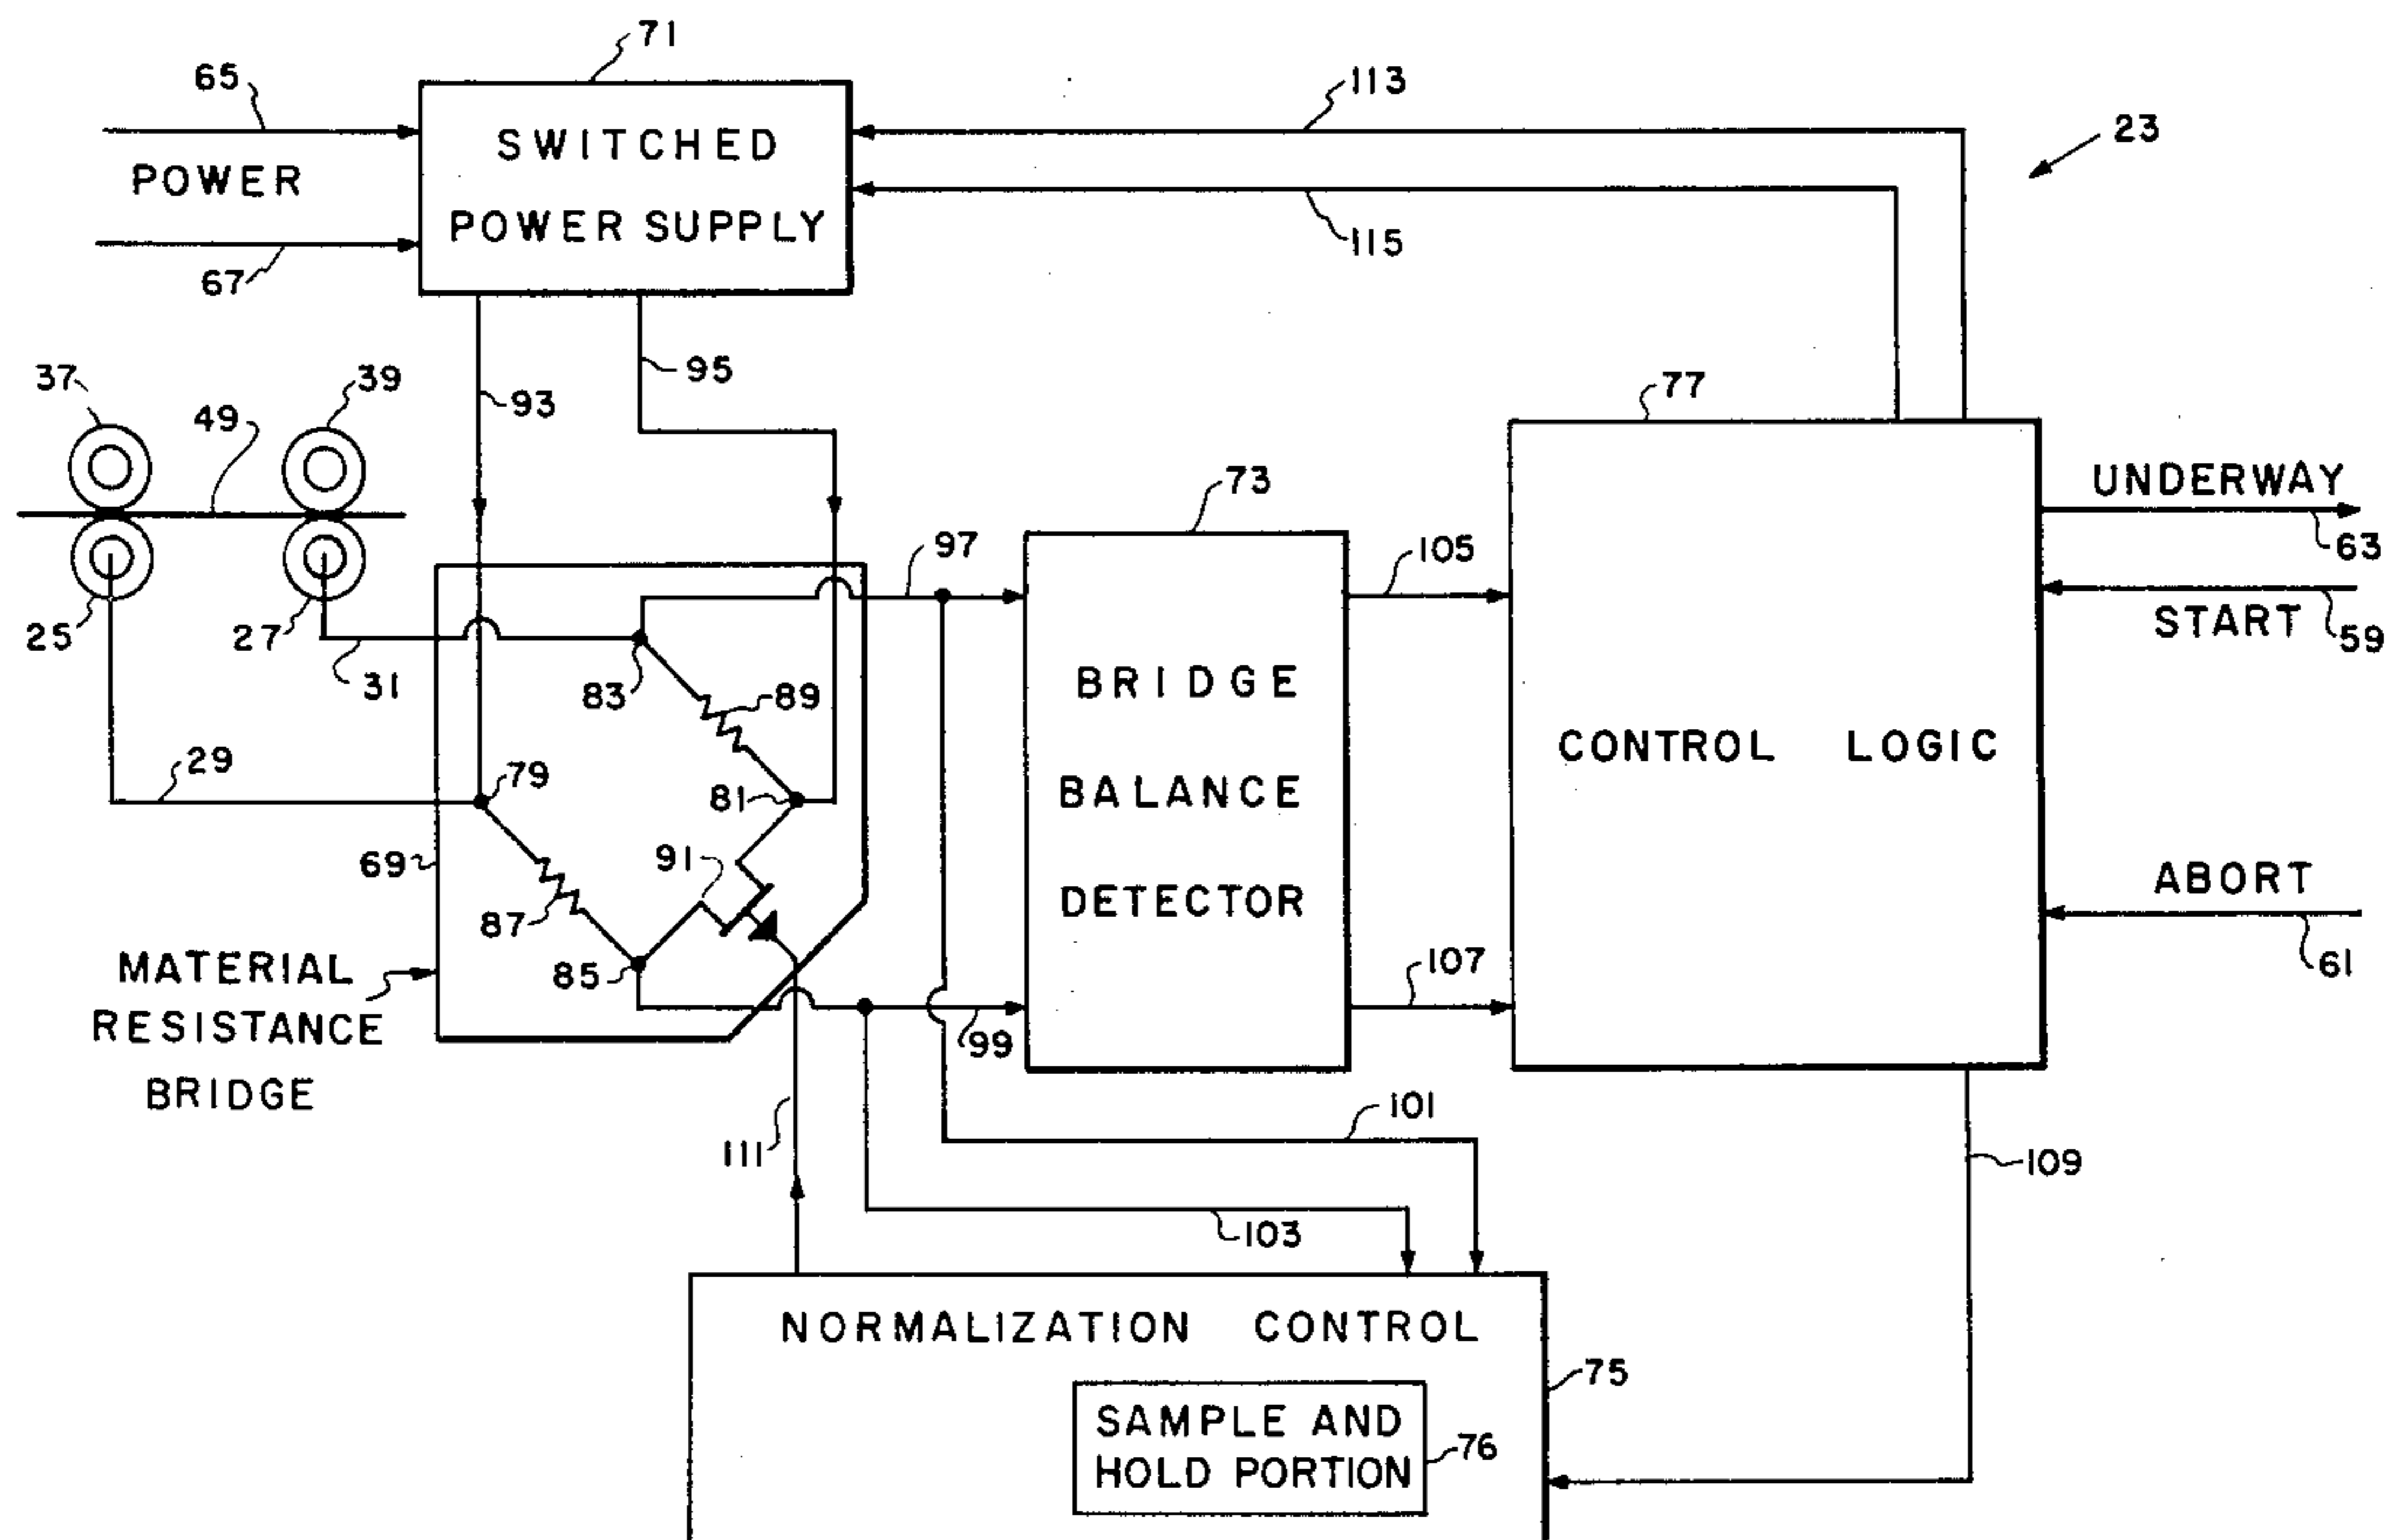 71
65
113
23
SWITCHED
POWER
POWER SUPPLY
115
67
95
37
39
93
77
49
UNDERWAY
73
97
105
63
25
27
START
59
31
83
89
BRIDGE
CONTROL LOGIC
29
79
81
BALANCE
69
91
ABORT
87
DETECTOR
MATERIAL
85
107
61
RESISTANCE
99
BRIDGE
101
111
109
103
NORMALIZATION CONTROL
75
SAMPLE AND
76
HOLD PORTION